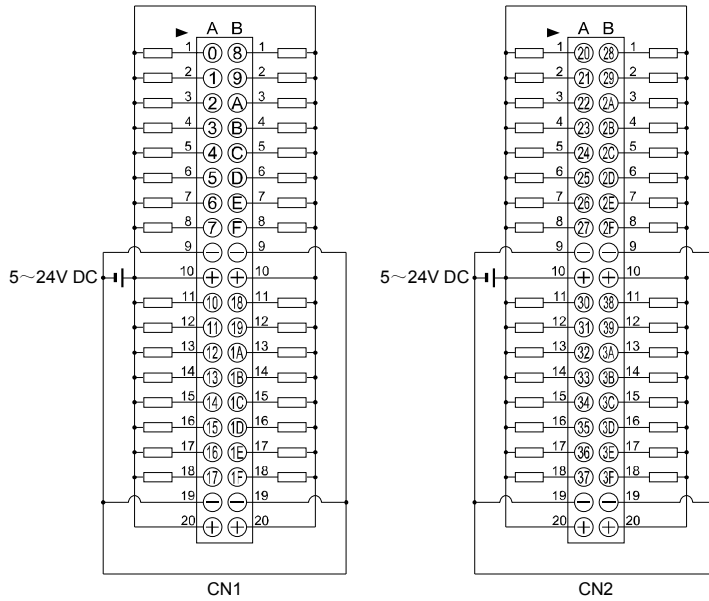 A B A B
1 0 8 1 1 20 28 1
2 1 9 2 2 21 29 2
3 2 A 3 3 22 2A 3
4 3 B 4 4 23 2B 4
5 4 C 5 5 24 2C 5
6 5 D 6 6 25 2D 6
7 6 E 7 7 26 2E 7
8 7 F 8 8 27 2F 8
9 − − 9 9 − − 9
5～24V DC 10 + + 10 5～24V DC 10 + + 10
11 10 18 11 11 30 38 11
12 11 19 12 12 31 39 12
13 12 1A 13 13 32 3A 13
14 13 1B 14 14 33 3B 14
15 14 1C 15 15 34 3C 15
16 15 1D 16 16 35 3D 16
17 16 1E 17 17 36 3E 17
18 17 1F 18 18 37 3F 18
19 − − 19 19 − − 19
20 + + 20 20 + + 20
CN1 CN2